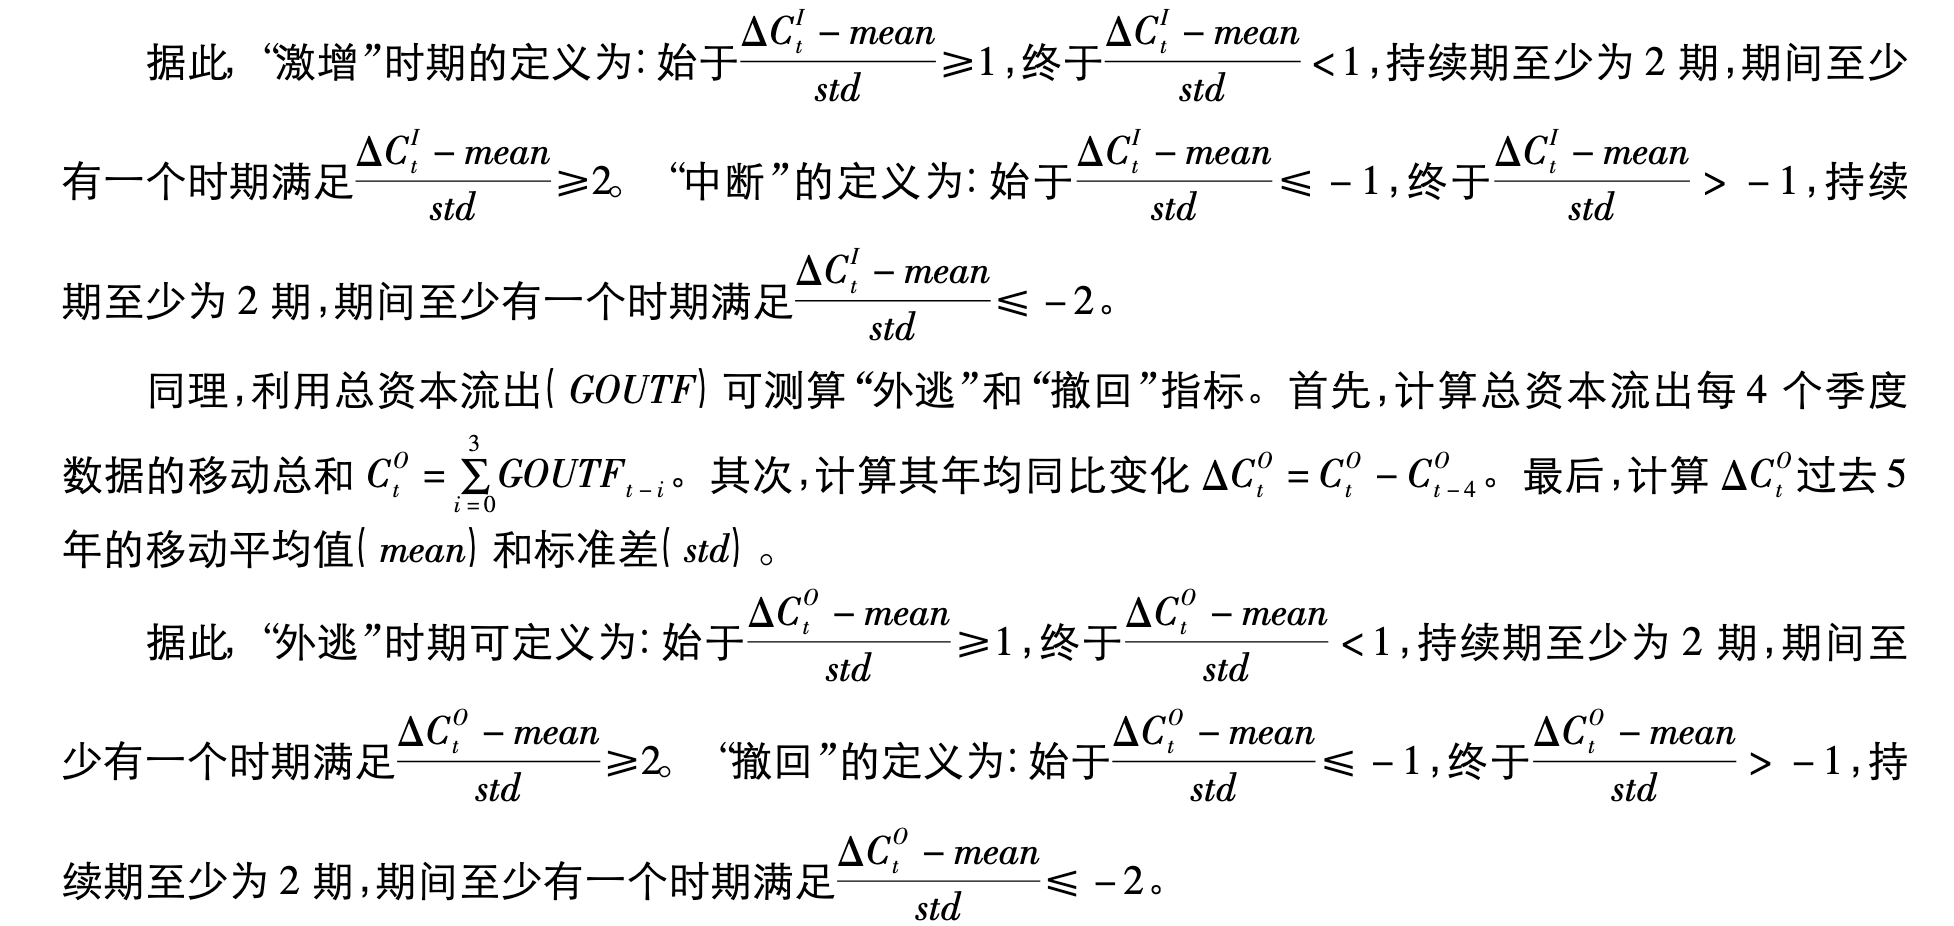 据此,“激增”时期的定义为:始于$\frac{\Delta C_t^I - mean}{std}$≥1,终于$\frac{\Delta C_t^I - mean}{std}$<1,持续期至少为2期,期间至少
有一个时期满足$\frac{\Delta C_t^I - mean}{std}$≥2。“中断”的定义为:始于$\frac{\Delta C_t^I - mean}{std}$≤-1,终于$\frac{\Delta C_t^I - mean}{std}$>-1,持续
期至少为2期,期间至少有一个时期满足$\frac{\Delta C_t^I - mean}{std}$≤-2。
同理,利用总资本流出(GOUTF)可测算“外逃”和“撤回”指标。首先,计算总资本流出每4个季度
数据的移动总和$C_t^O = \sum_{i=0}^{3} GOUTF_{t-i}$。其次,计算其年均同比变化$\Delta C_t^O = C_t^O - C_{t-4}^O$。最后,计算$\Delta C_t^O$过去5
年的移动平均值(mean)和标准差(std)。
据此,“外逃”时期可定义为:始于$\frac{\Delta C_t^O - mean}{std}$≥1,终于$\frac{\Delta C_t^O - mean}{std}$<1,持续期至少为2期,期间至
少有一个时期满足$\frac{\Delta C_t^O - mean}{std}$≥2。“撤回”的定义为:始于$\frac{\Delta C_t^O - mean}{std}$≤-1,终于$\frac{\Delta C_t^O - mean}{std}$>-1,持
续期至少为2期,期间至少有一个时期满足$\frac{\Delta C_t^O - mean}{std}$≤-2。